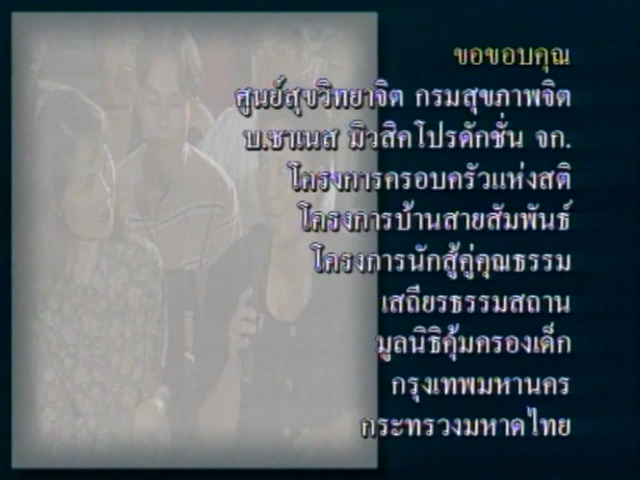 ขอขอบคุณ
ศูนย์สุขวิทยาจิต กรมสุขภาพจิต
บ.ชาเนส มิวสิคโปรดักชั่น จก.
โครงการครอบครัวแห่งสติ
โครงการบ้านสายสัมพันธ์
โครงการนักสู้คู่คุณธรรม
เสถียรธรรมสถาน
มูลนิธิคุ้มครองเด็ก
กรุงเทพมหานคร
กระทรวงมหาดไทย